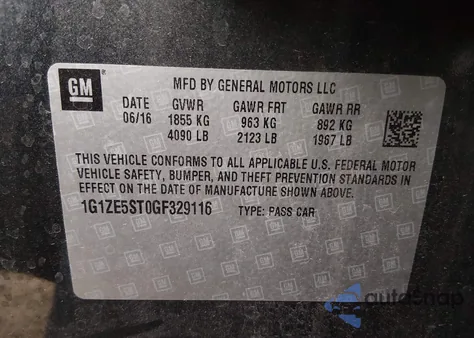 GM
MFD BY GENERAL MOTORS LLC
DATE GVWR GAWR FRT GAWR RR
06/16 1855 KG 963 KG 892 KG
4090 LB 2123 LB 1967 LB
THIS VEHICLE CONFORMS TO ALL APPLICABLE U.S. FEDERAL MOTOR
VEHICLE SAFETY, BUMPER, AND THEFT PREVENTION STANDARDS IN
EFFECT ON THE DATE OF MANUFACTURE SHOWN ABOVE.
1G1ZE5ST0GF329116 TYPE: PASS CAR
autosnap